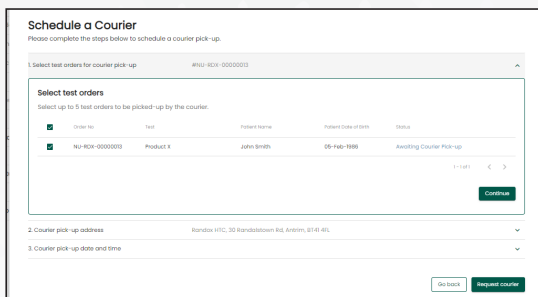 Schedule a Courier
Please complete the steps below to schedule a courier pick-up.
1. Select test orders for courier pick-up #NU-RDX-00000013
Select test orders
Select up to 5 test orders to be picked-up by the courier.
Order No Test Patient Name Patient Date of Birth Status
NU-RDX-00000013 Product X John Smith 05-Feb-1986 Awaiting Courier Pick-up
1 - 1 of 1
Continue
2. Courier pick-up address Randox HTC, 30 Randalstown Rd, Antrim, BT41 4FL
3. Courier pick-up date and time
Go back Request courier